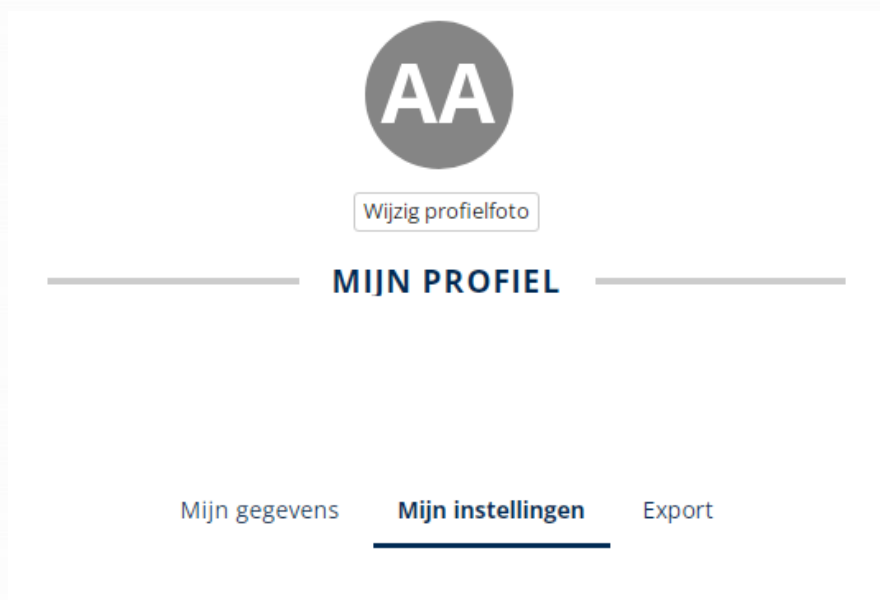 AA
Wijzig profielfoto
MIJN PROFIEL
Mijn gegevens Mijn instellingen Export